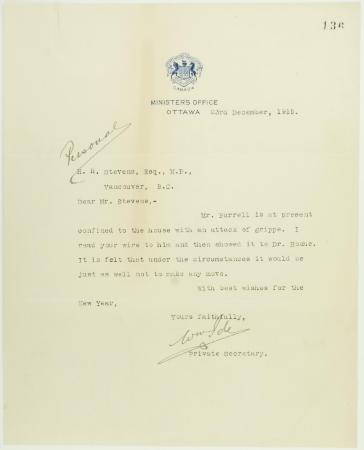 136
CANADA
MINISTERS OFFICE
OTTAWA 23rd December, 1915.
Personal
H. H. Stevens, Esq., M.P.,
Vancouver, B.C.
Dear Mr. Stevens,-
Mr. Burrell is at present
confined to the house with an attack of grippe. I
read your wire to him and then showed it to Dr. Roche.
It is felt that under the circumstances it would be
just as well not to make any move.
With best wishes for the
New Year,
Yours faithfully,
Wm Ide
Private Secretary.